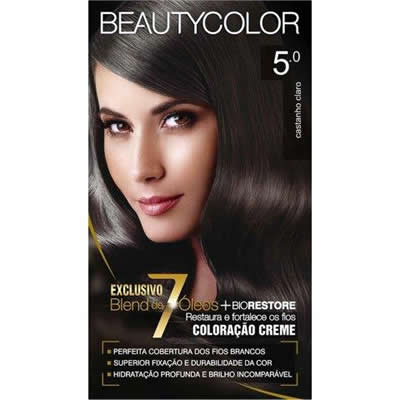 BEAUTYCOLOR
5.0
castanho claro
EXCLUSIVO
Blend de 7 Óleos + BIORESTORE
Restaura e fortalece os fios
COLORAÇÃO CREME
PERFEITA COBERTURA DOS FIOS BRANCOS
SUPERIOR FIXAÇÃO E DURABILIDADE DA COR
HIDRATAÇÃO PROFUNDA E BRILHO INCOMPARÁVEL